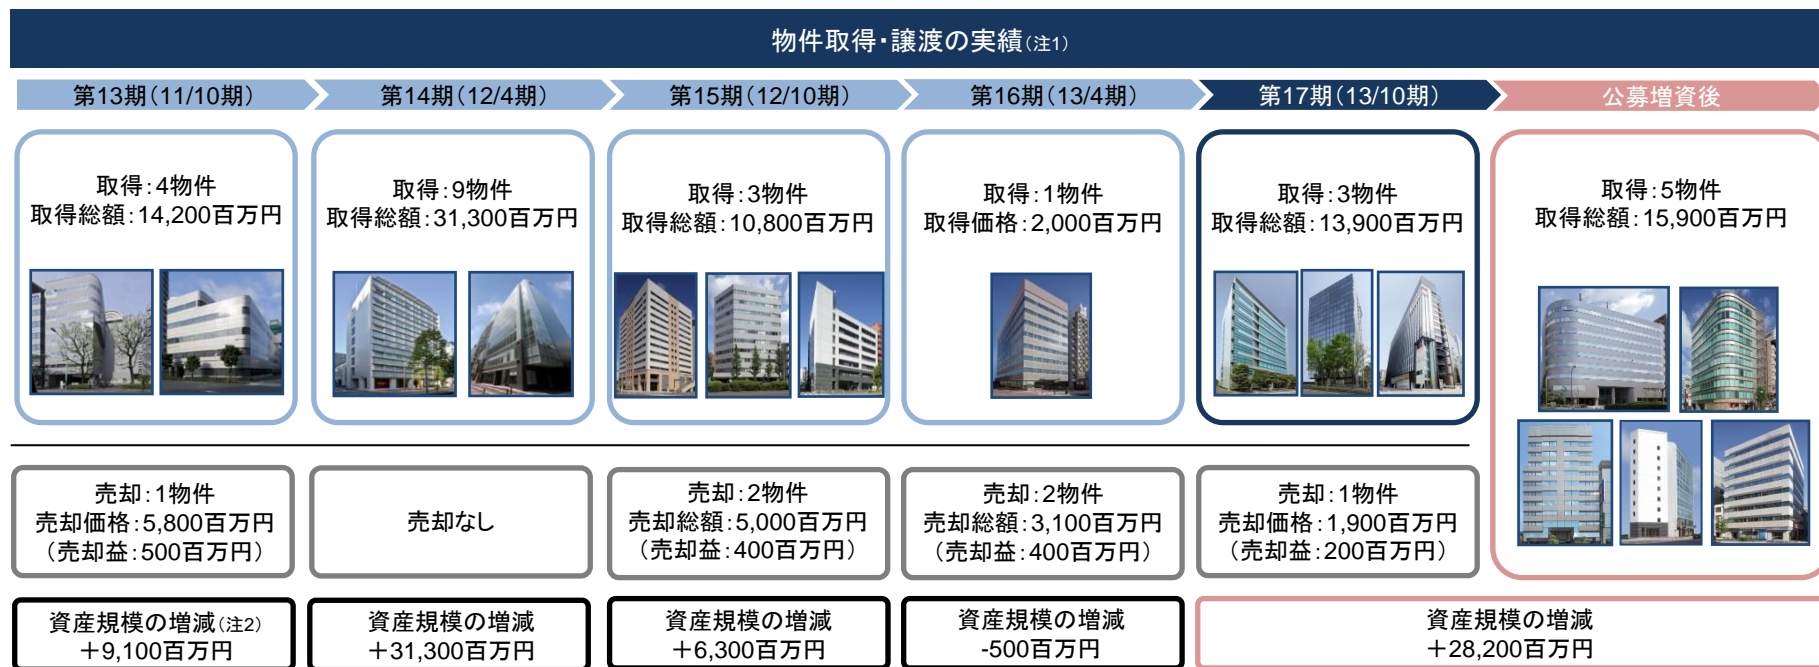 物件取得・譲渡の実績(注1)
第13期(11/10期)
第14期(12/4期)
第15期(12/10期)
第16期(13/4期)
第17期(13/10期)
公募増資後
取得:4物件
取得総額:14,200百万円
取得:9物件
取得総額:31,300百万円
取得:3物件
取得総額:10,800百万円
取得:1物件
取得価格:2,000百万円
取得:3物件
取得総額:13,900百万円
取得:5物件
取得総額:15,900百万円
売却:1物件
売却価格:5,800百万円
(売却益:500百万円)
売却なし
売却:2物件
売却総額:5,000百万円
(売却益:400百万円)
売却:2物件
売却総額:3,100百万円
(売却益:400百万円)
売却:1物件
売却価格:1,900百万円
(売却益:200百万円)
資産規模の増減(注2)
+9,100百万円
資産規模の増減
+31,300百万円
資産規模の増減
+6,300百万円
資産規模の増減
-500百万円
資産規模の増減
+28,200百万円